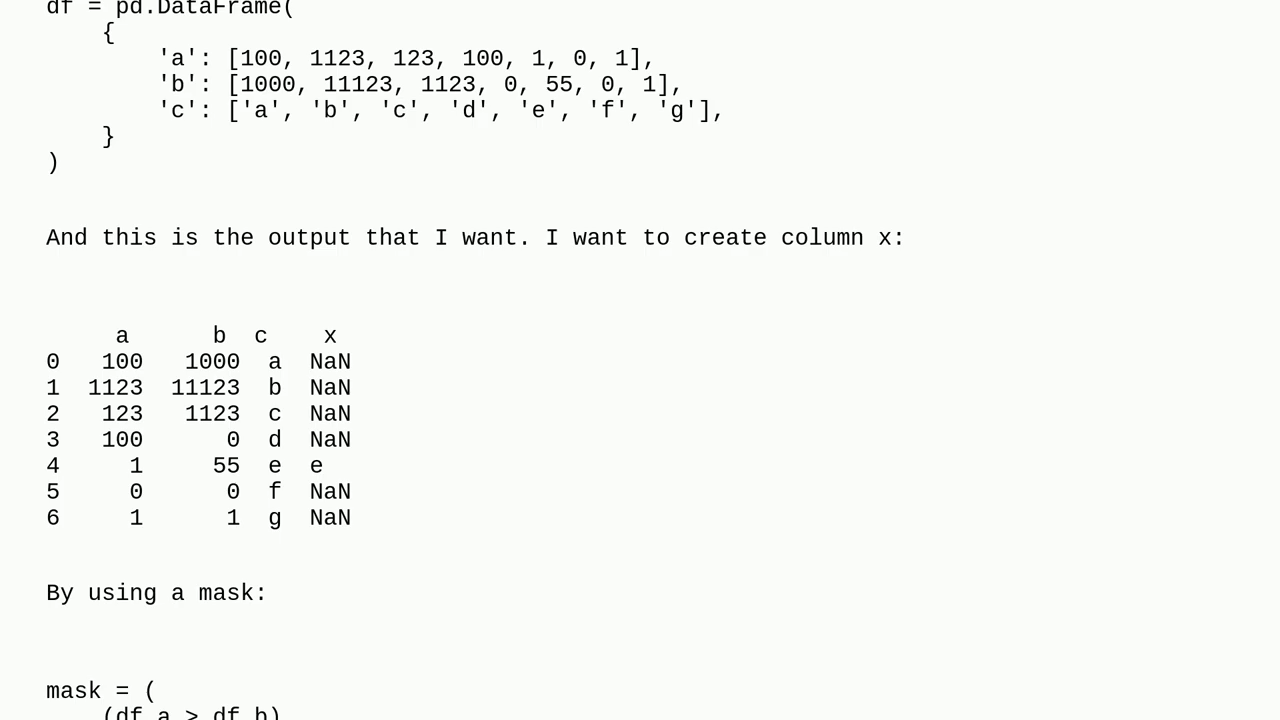 df = pd.DataFrame(
    {
        'a': [100, 1123, 123, 100, 1, 0, 1],
        'b': [1000, 11123, 1123, 0, 55, 0, 1],
        'c': ['a', 'b', 'c', 'd', 'e', 'f', 'g'],
    }
)
And this is the output that I want. I want to create column x:
     a      b  c    x
0   100   1000  a  NaN
1  1123  11123  b  NaN
2   123   1123  c  NaN
3   100      0  d  NaN
4     1     55  e  e
5     0      0  f  NaN
6     1      1  g  NaN
By using a mask:
mask = (
    (df.a > df.b)